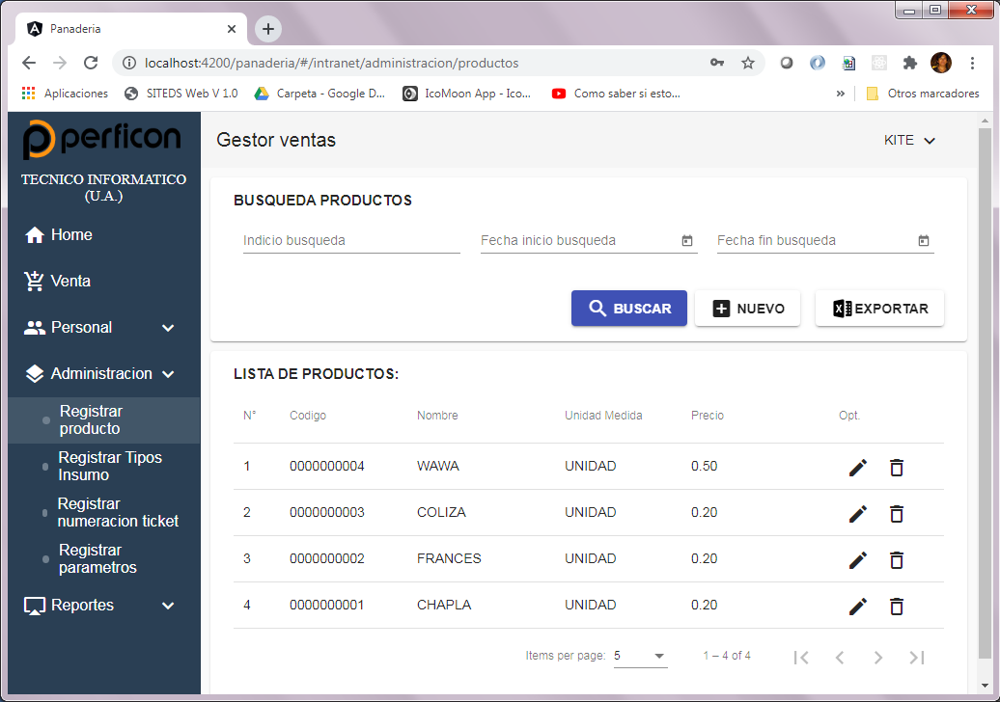 Panaderia
localhost:4200/panaderia/#/intranet/administracion/productos
Aplicaciones
SITEDS Web V 1.0
Carpeta - Google D...
IcoMoon App - Ico...
Como saber si esto...
»
Otros marcadores
perficon
TECNICO INFORMATICO
(U.A.)
Home
Venta
Personal
Administracion
Registrar
producto
Registrar Tipos
Insumo
Registrar
numeracion ticket
Registrar
parametros
Reportes
Gestor ventas
KITE
BUSQUEDA PRODUCTOS
Indicio busqueda
Fecha inicio busqueda
Fecha fin busqueda
BUSCAR
NUEVO
EXPORTAR
LISTA DE PRODUCTOS:
N° Codigo Nombre Unidad Medida Precio Opt.
1 0000000004 WAWA UNIDAD 0.50
2 0000000003 COLIZA UNIDAD 0.20
3 0000000002 FRANCES UNIDAD 0.20
4 0000000001 CHAPLA UNIDAD 0.20
Items per page: 5 1 – 4 of 4